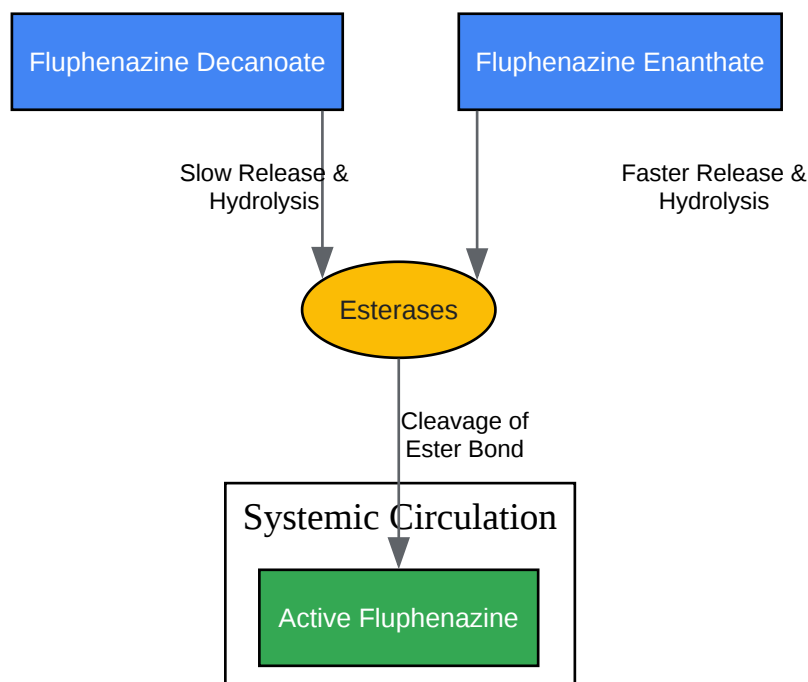 Fluphenazine Decanoate
Fluphenazine Enanthate
Slow Release &
Hydrolysis
Faster Release &
Hydrolysis
Esterases
Cleavage of
Ester Bond
Systemic Circulation
Active Fluphenazine